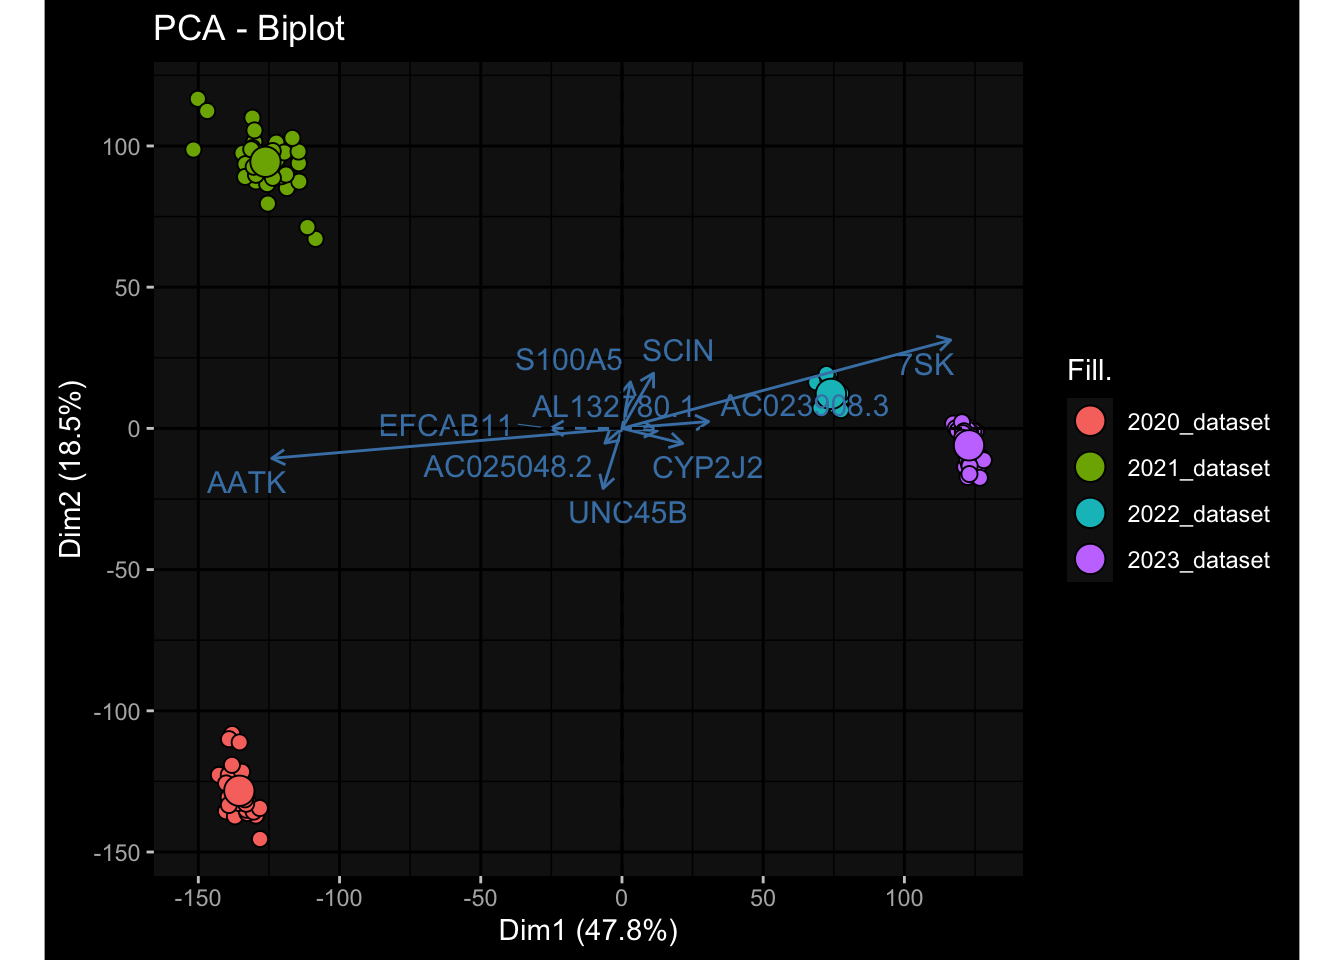 PCA - Biplot
Dim2 (18.5%)
100
50
0
-50
-100
-150
S100A5
SCIN
7SK
AL132780.1
AC023908.3
EFCAB11
AC025048.2
CYP2J2
AATK
UNC45B
-150
-100
-50
0
50
100
Dim1 (47.8%)
Fill.
2020_dataset
2021_dataset
2022_dataset
2023_dataset